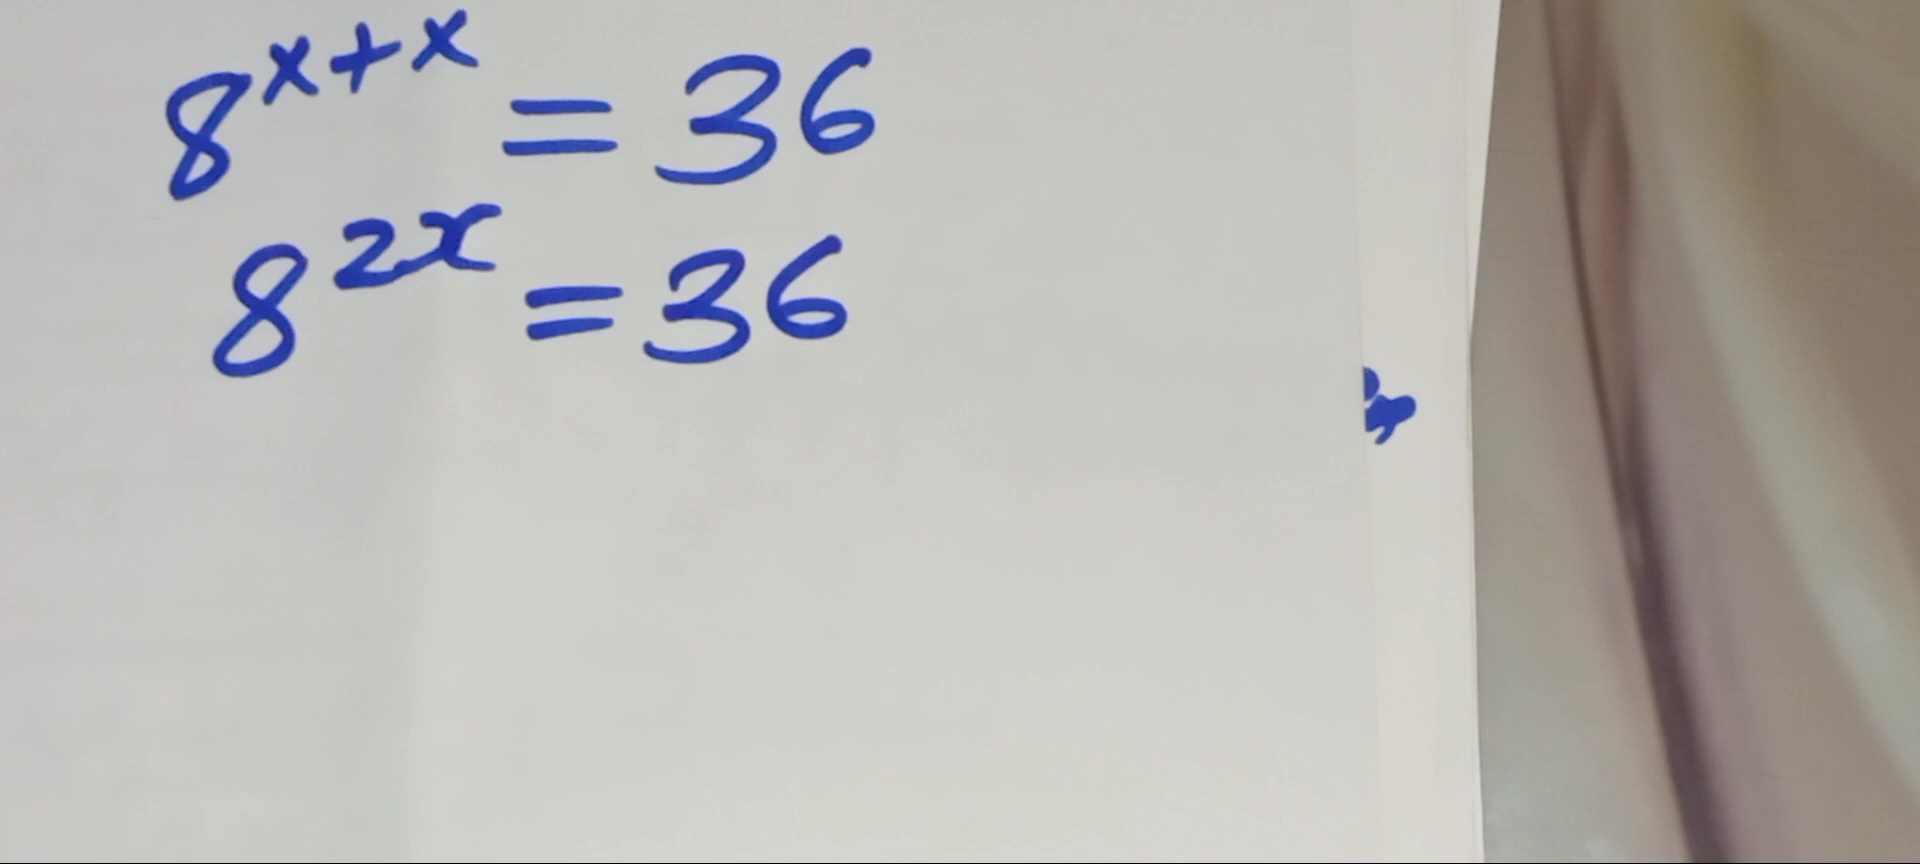 8^{x+x} = 36
8^{2x} = 36